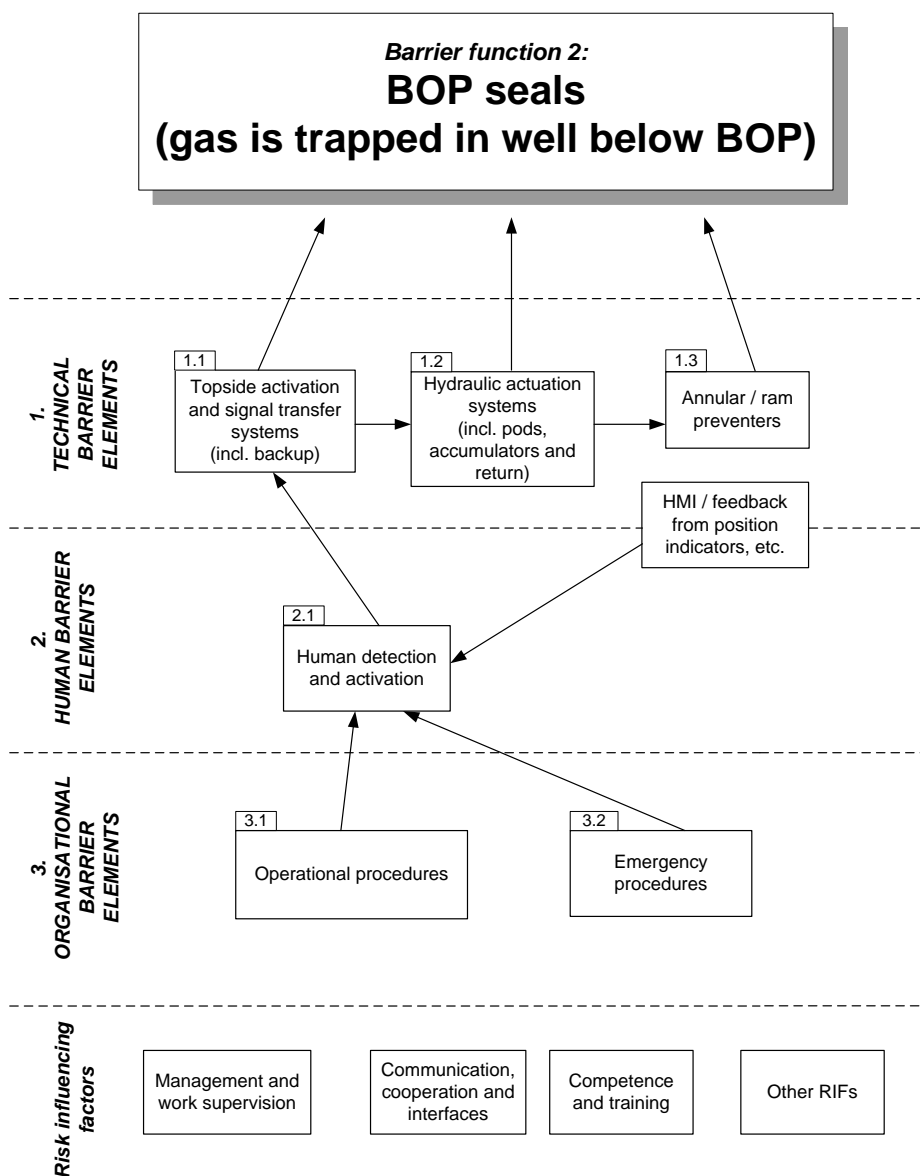 Barrier function 2:
BOP seals
(gas is trapped in well below BOP)
1.
TECHNICAL
BARRIER
ELEMENTS
1.1
Topside activation
and signal transfer
systems
(incl. backup)
1.2
Hydraulic actuation
systems
(incl. pods,
accumulators and
return)
1.3
Annular / ram
preventers
HMI / feedback
from position
indicators, etc.
2.
HUMAN BARRIER
ELEMENTS
2.1
Human detection
and activation
3.
ORGANISATIONAL
BARRIER
ELEMENTS
3.1
Operational procedures
3.2
Emergency
procedures
Risk influencing
factors
Management and
work supervision
Communication,
cooperation and
interfaces
Competence
and training
Other RIFs